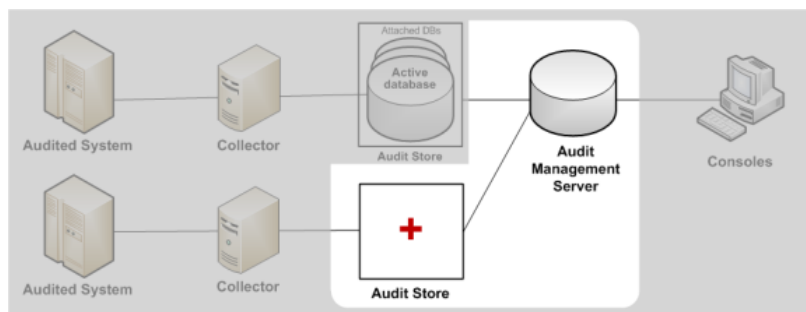 Attached DBs
Active
database
Audited System
Collector
Audit Store
Audit
Management
Server
Consoles
Audited System
Collector
Audit Store